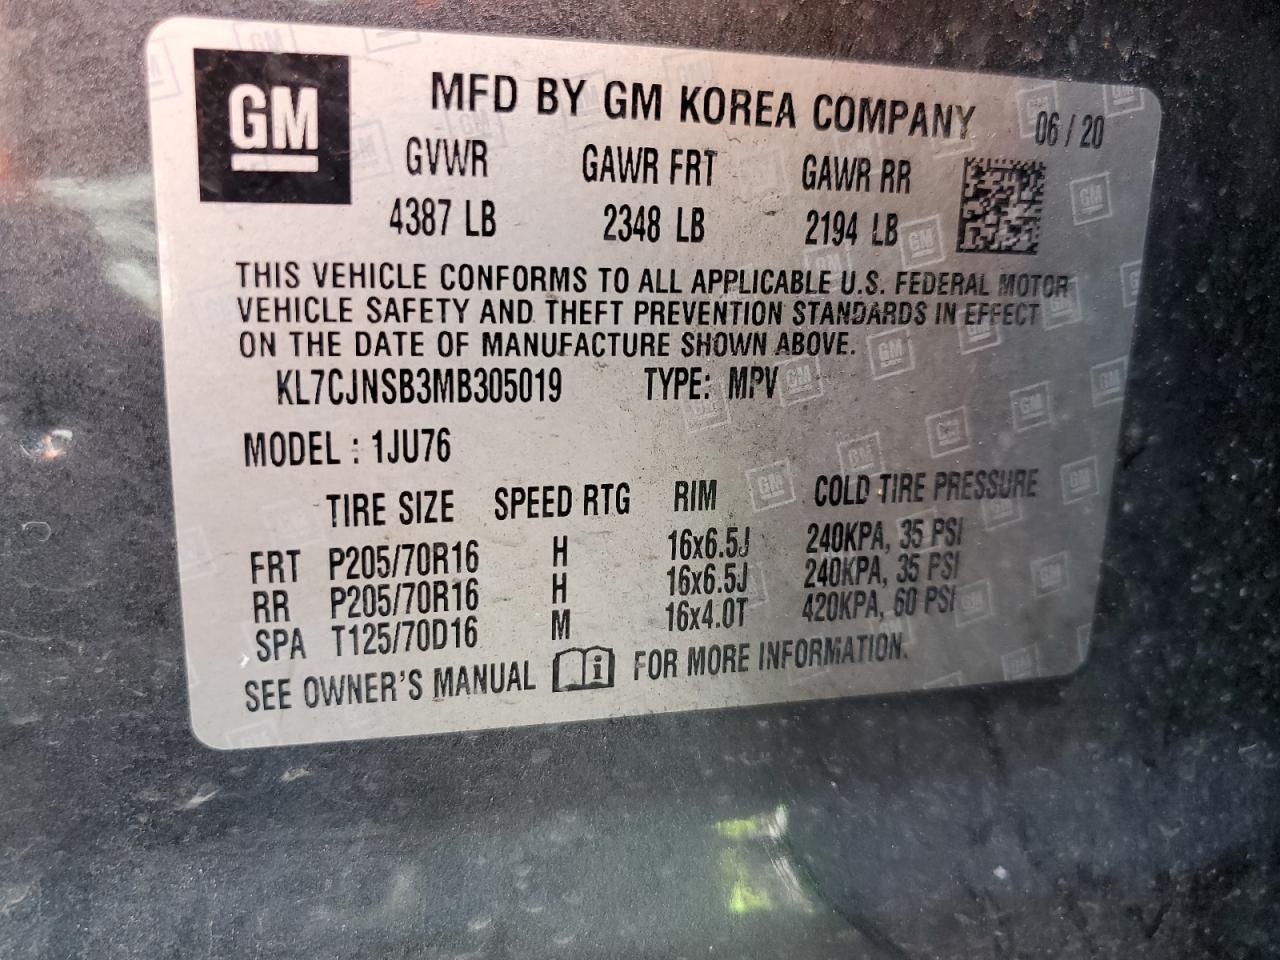 GM
MFD BY GM KOREA COMPANY
06 / 20
GVWR GAWR FRT GAWR RR
4387 LB 2348 LB 2194 LB
THIS VEHICLE CONFORMS TO ALL APPLICABLE U.S. FEDERAL MOTOR
VEHICLE SAFETY AND THEFT PREVENTION STANDARDS IN EFFECT
ON THE DATE OF MANUFACTURE SHOWN ABOVE.
KL7CJNSB3MB305019 TYPE: MPV
MODEL : 1JU76
TIRE SIZE SPEED RTG RIM COLD TIRE PRESSURE
FRT P205/70R16 H 16x6.5J 240KPA, 35 PSI
RR P205/70R16 H 16x6.5J 240KPA, 35 PSI
SPA T125/70D16 M 16x4.0T 420KPA, 60 PSI
SEE OWNER'S MANUAL i FOR MORE INFORMATION.